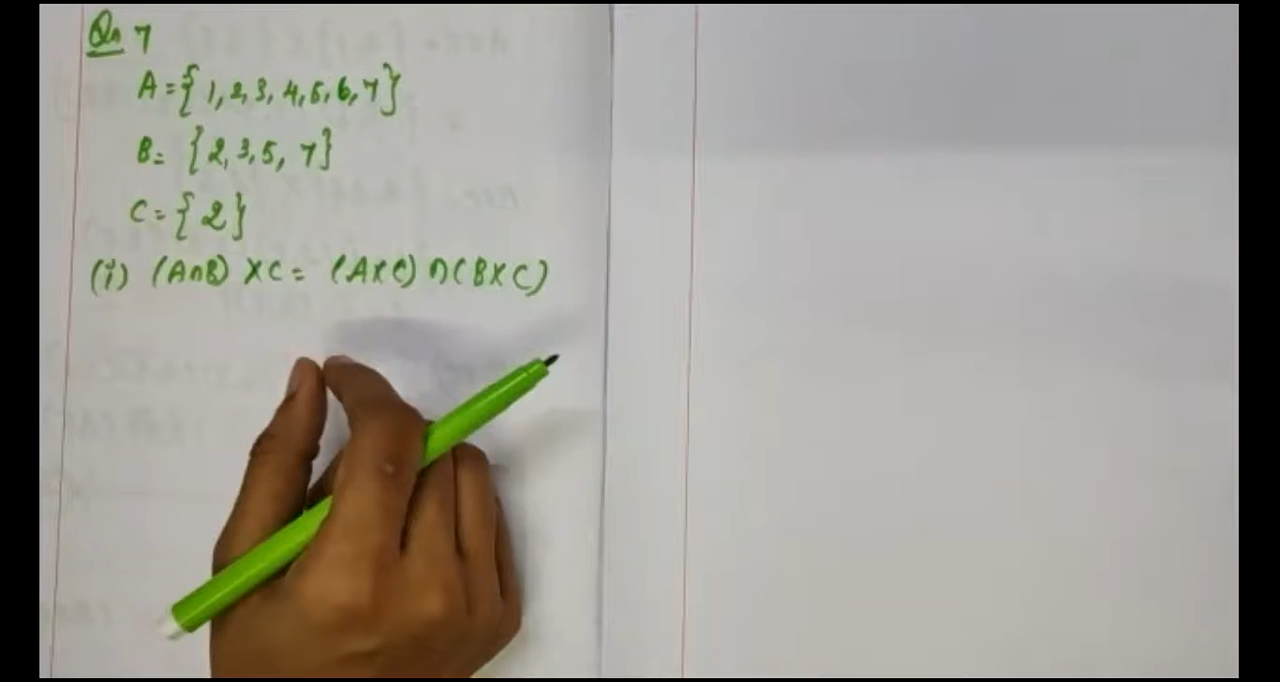 Qn 7
A = { 1, 2, 3, 4, 5, 6, 7 }
B = { 2, 3, 5, 7 }
C = { 2 }
(i) (A∩B) × C = (A×C) ∩ (B×C)